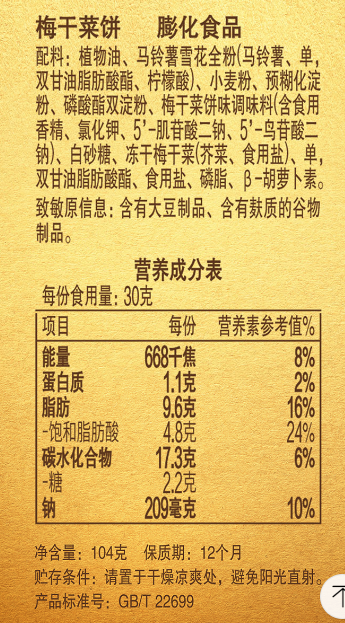 梅干菜饼 膨化食品
配料：植物油、马铃薯雪花全粉(马铃薯、单，
双甘油脂肪酸酯、柠檬酸)、小麦粉、预糊化淀
粉、磷酸酯双淀粉、梅干菜饼味调味料(含食用
香精、氯化钾、5'-肌苷酸二钠、5'-鸟苷酸二
钠)、白砂糖、冻干梅干菜(芥菜、食用盐)、单，
双甘油脂肪酸酯、食用盐、磷脂、β-胡萝卜素。
致敏原信息：含有大豆制品、含有麸质的谷物
制品。
营养成分表
每份食用量：30克
项目 每份 营养素参考值%
能量 668千焦 8%
蛋白质 1.1克 2%
脂肪 9.6克 16%
-饱和脂肪酸 4.8克 24%
碳水化合物 17.3克 6%
-糖 2.2克
钠 209毫克 10%
净含量：104克 保质期：12个月
贮存条件：请置于干燥凉爽处，避免阳光直射。
产品标准号：GB/T 22699